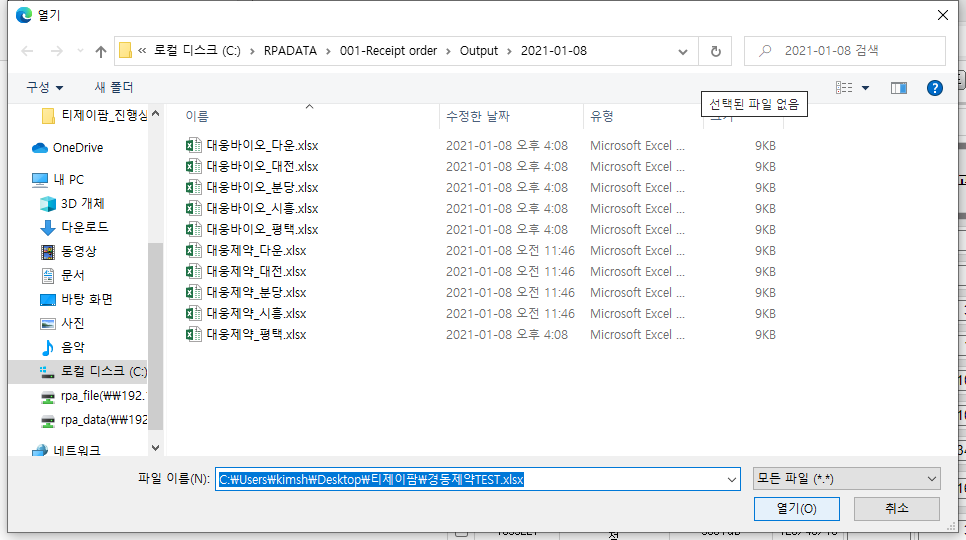 열기
« 로컬 디스크 (C:) › RPADATA › 001-Receipt order › Output › 2021-01-08
2021-01-08 검색
구성
새 폴더
선택된 파일 없음
이름 수정한 날짜 유형
티제이팜_진행상
OneDrive
내 PC
3D 개체
다운로드
동영상
문서
바탕 화면
사진
음악
로컬 디스크 (C:)
rpa_file(₩₩192.
rpa_data(₩₩192
네트워크
대웅바이오_다운.xlsx 2021-01-08 오후 4:08 Microsoft Excel ... 9KB
대웅바이오_대전.xlsx 2021-01-08 오후 4:08 Microsoft Excel ... 9KB
대웅바이오_분당.xlsx 2021-01-08 오후 4:08 Microsoft Excel ... 9KB
대웅바이오_시흥.xlsx 2021-01-08 오후 4:08 Microsoft Excel ... 9KB
대웅바이오_평택.xlsx 2021-01-08 오후 4:08 Microsoft Excel ... 9KB
대웅제약_다운.xlsx 2021-01-08 오전 11:46 Microsoft Excel ... 9KB
대웅제약_대전.xlsx 2021-01-08 오전 11:46 Microsoft Excel ... 9KB
대웅제약_분당.xlsx 2021-01-08 오전 11:46 Microsoft Excel ... 9KB
대웅제약_시흥.xlsx 2021-01-08 오전 11:46 Microsoft Excel ... 9KB
대웅제약_평택.xlsx 2021-01-08 오후 4:08 Microsoft Excel ... 9KB
파일 이름(N): C:₩Users₩kimsh₩Desktop₩티제이팜₩경동제약TEST.xlsx
모든 파일 (*.*)
열기(O)
취소